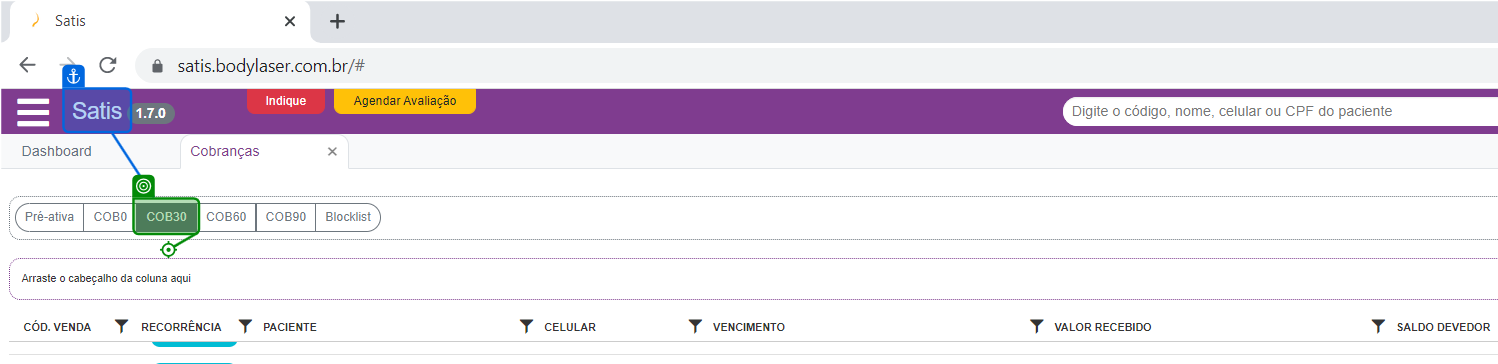 Satis
satis.bodylaser.com.br/#
Satis 1.7.0 Indique Agendar Avaliação Digite o código, nome, celular ou CPF do paciente
Dashboard Cobranças
Pré-ativa COB0 COB30 COB60 COB90 Blocklist
Arraste o cabeçalho da coluna aqui
CÓD. VENDA RECORRÊNCIA PACIENTE CELULAR VENCIMENTO VALOR RECEBIDO SALDO DEVEDOR